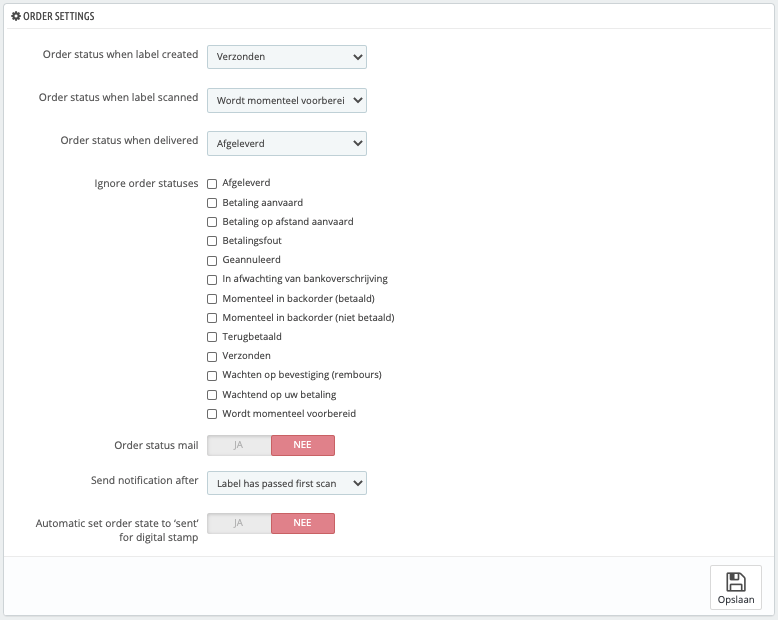 ORDER SETTINGS
Order status when label created
Verzonden
Order status when label scanned
Wordt momenteel voorberei
Order status when delivered
Afgeleverd
Ignore order statuses
Afgeleverd
Betaling aanvaard
Betaling op afstand aanvaard
Betalingsfout
Geannuleerd
In afwachting van bankoverschrijving
Momenteel in backorder (betaald)
Momenteel in backorder (niet betaald)
Terugbetaald
Verzonden
Wachten op bevestiging (rembours)
Wachtend op uw betaling
Wordt momenteel voorbereid
Order status mail
JA
NEE
Send notification after
Label has passed first scan
Automatic set order state to ‘sent’
for digital stamp
JA
NEE
Opslaan